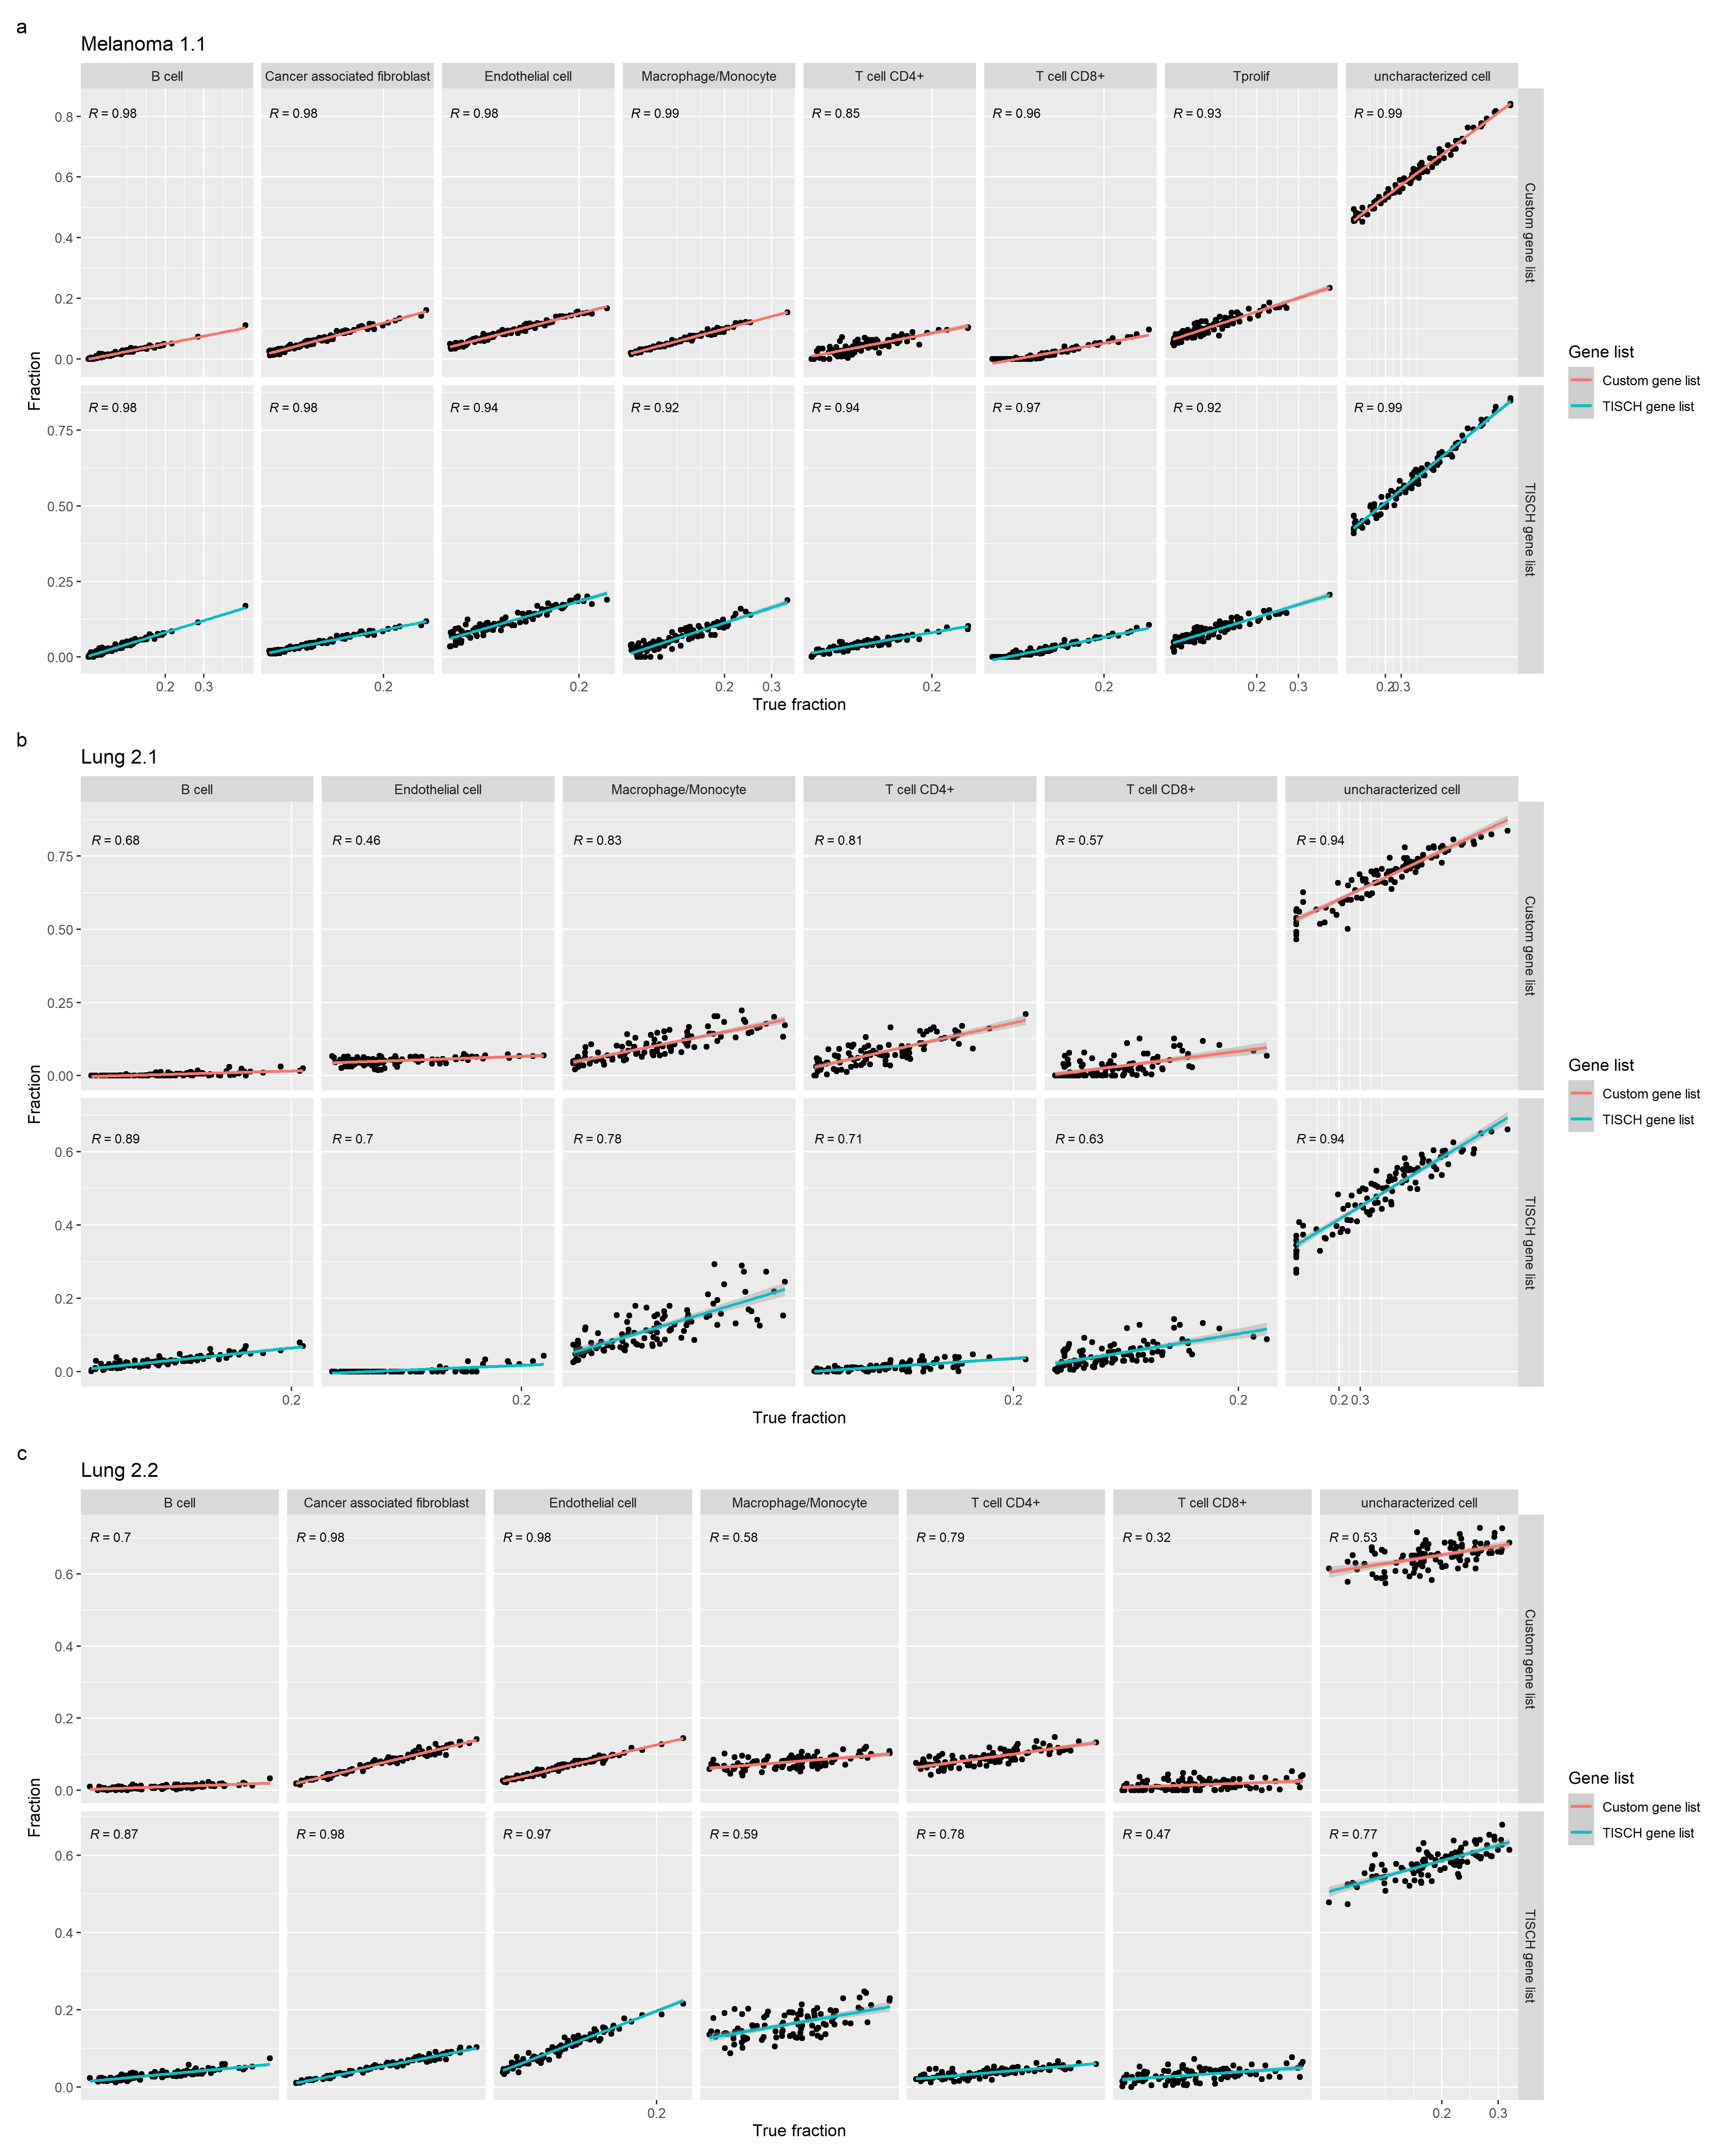 a
Melanoma 1.1
B cell
Cancer associated fibroblast
Endothelial cell
Macrophage/Monocyte
T cell CD4+
T cell CD8+
Tprolif
uncharacterized cell
R = 0.98
R = 0.98
R = 0.98
R = 0.99
R = 0.85
R = 0.96
R = 0.93
R = 0.99
0.8
0.6
0.4
0.2
0.0
Custom gene list
R = 0.98
R = 0.98
R = 0.94
R = 0.92
R = 0.94
R = 0.97
R = 0.92
R = 0.99
0.75
0.50
0.25
0.00
TISCH gene list
Fraction
0.2 0.3
0.2
0.2
0.2 0.3
0.2
0.2
0.2 0.3
0.2 0.3
True fraction
Gene list
Custom gene list
TISCH gene list
b
Lung 2.1
B cell
Endothelial cell
Macrophage/Monocyte
T cell CD4+
T cell CD8+
uncharacterized cell
R = 0.68
R = 0.46
R = 0.83
R = 0.81
R = 0.57
R = 0.94
0.75
0.50
0.25
0.00
Custom gene list
R = 0.89
R = 0.7
R = 0.78
R = 0.71
R = 0.63
R = 0.94
0.6
0.4
0.2
0.0
TISCH gene list
Fraction
0.2
0.2
0.2
0.2
0.2 0.3
True fraction
Gene list
Custom gene list
TISCH gene list
c
Lung 2.2
B cell
Cancer associated fibroblast
Endothelial cell
Macrophage/Monocyte
T cell CD4+
T cell CD8+
uncharacterized cell
R = 0.7
R = 0.98
R = 0.98
R = 0.58
R = 0.79
R = 0.32
R = 0.53
0.6
0.4
0.2
0.0
Custom gene list
R = 0.87
R = 0.98
R = 0.97
R = 0.59
R = 0.78
R = 0.47
R = 0.77
0.6
0.4
0.2
0.0
TISCH gene list
Fraction
0.2
0.2 0.3
True fraction
Gene list
Custom gene list
TISCH gene list